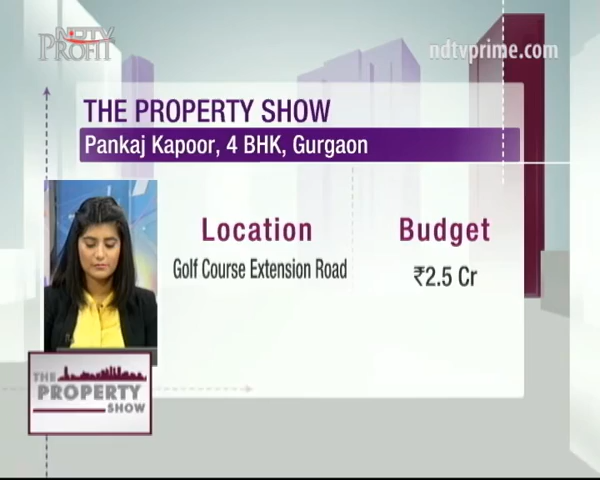 NDTV
PROFIT
ndtvprime.com
THE PROPERTY SHOW
Pankaj Kapoor, 4 BHK, Gurgaon
Location
Budget
Golf Course Extension Road
₹2.5 Cr
THE
PROPERTY
SHOW